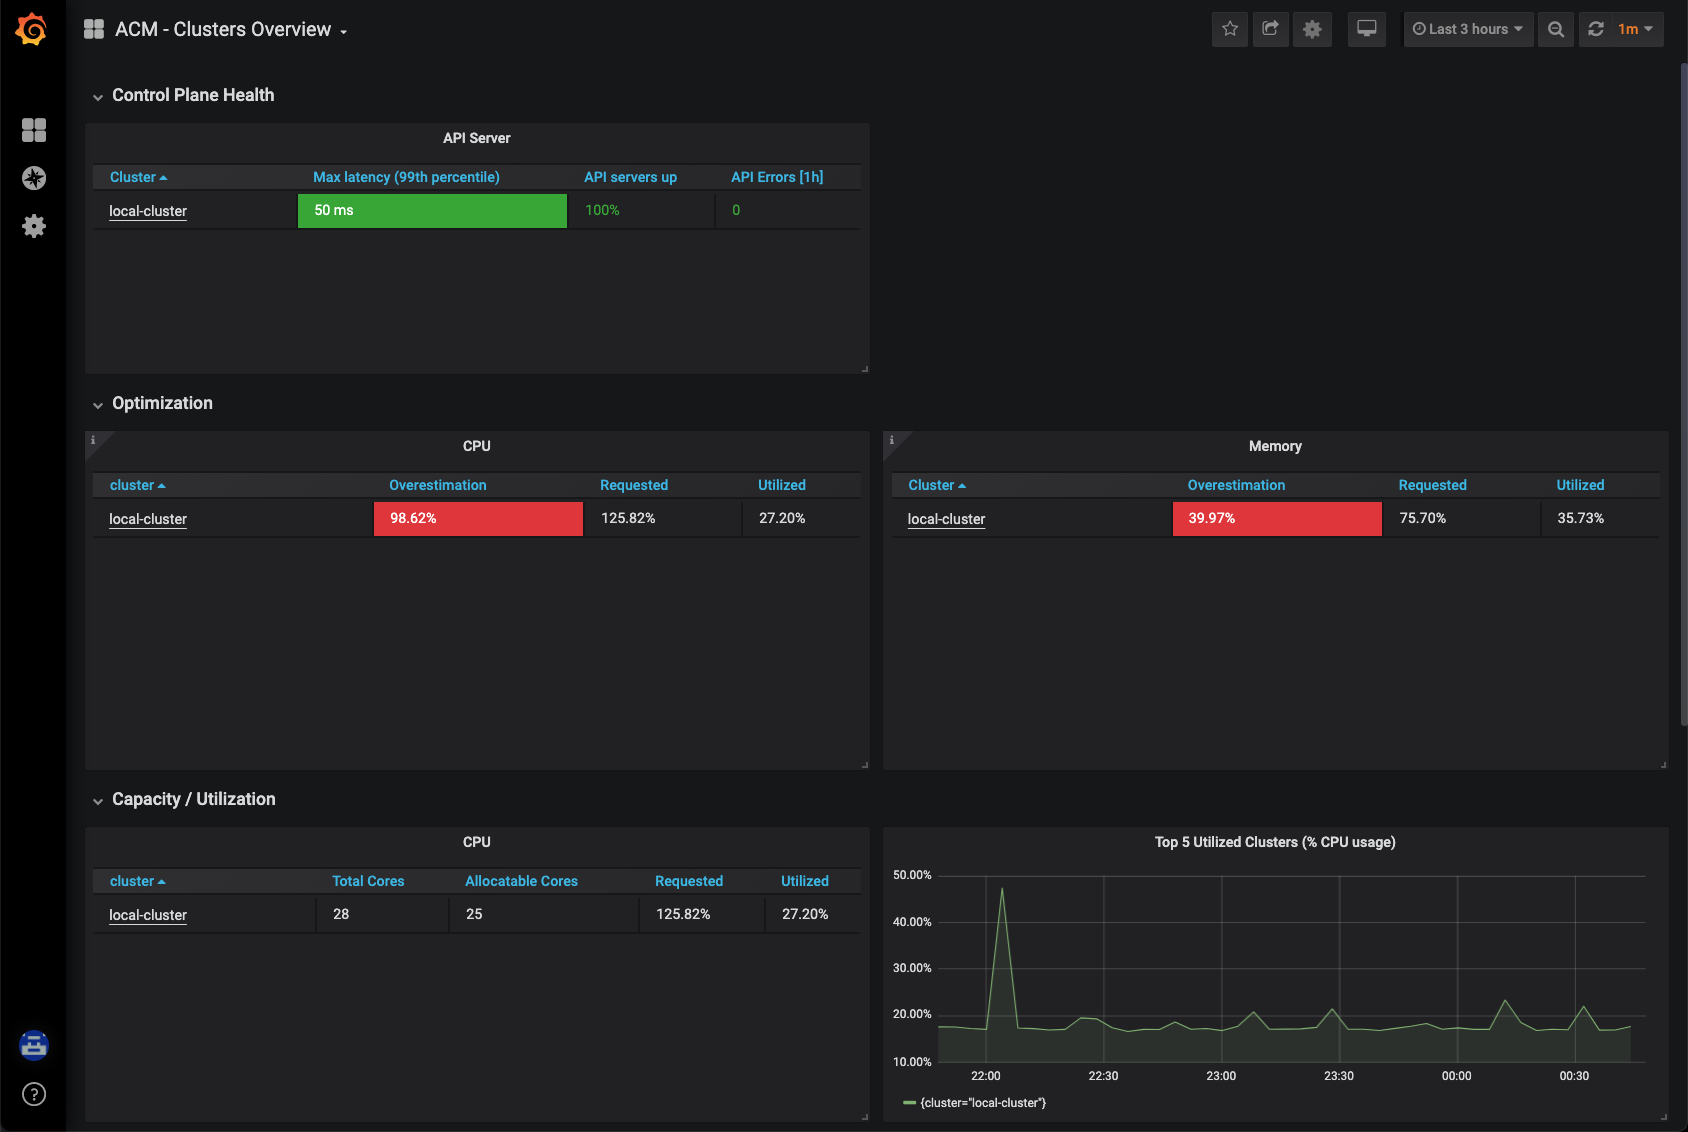 ACM - Clusters Overview
Last 3 hours
1m
Control Plane Health
API Server
Cluster Max latency (99th percentile) API servers up API Errors [1h]
local-cluster 50 ms 100% 0
Optimization
i
CPU
cluster Overestimation Requested Utilized
local-cluster 98.62% 125.82% 27.20%
i
Memory
Cluster Overestimation Requested Utilized
local-cluster 39.97% 75.70% 35.73%
Capacity / Utilization
CPU
cluster Total Cores Allocatable Cores Requested Utilized
local-cluster 28 25 125.82% 27.20%
Top 5 Utilized Clusters (% CPU usage)
50.00%
40.00%
30.00%
20.00%
10.00%
22:00 22:30 23:00 23:30 00:00 00:30
{cluster="local-cluster"}
?